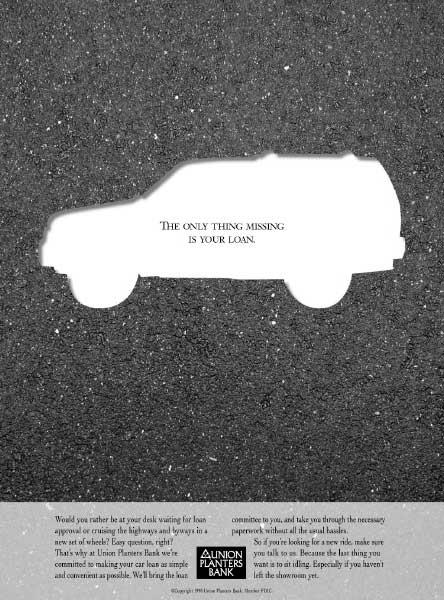 THE ONLY THING MISSING
IS YOUR LOAN.
Would you rather be at your desk waiting for loan
approval or cruising the highways and byways in a
new set of wheels? Easy question, right?
That's why at Union Planters Bank we're
committed to making your car loan as simple
and convenient as possible. We'll bring the loan
committee to you, and take you through the necessary
paperwork without all the usual hassles.
So if you're looking for a new ride, make sure
you talk to us. Because the last thing you
want is to sit idling. Especially if you haven't
left the showroom yet.
UNION
PLANTERS
BANK
©Copyright Union Planters Bank. Member FDIC.